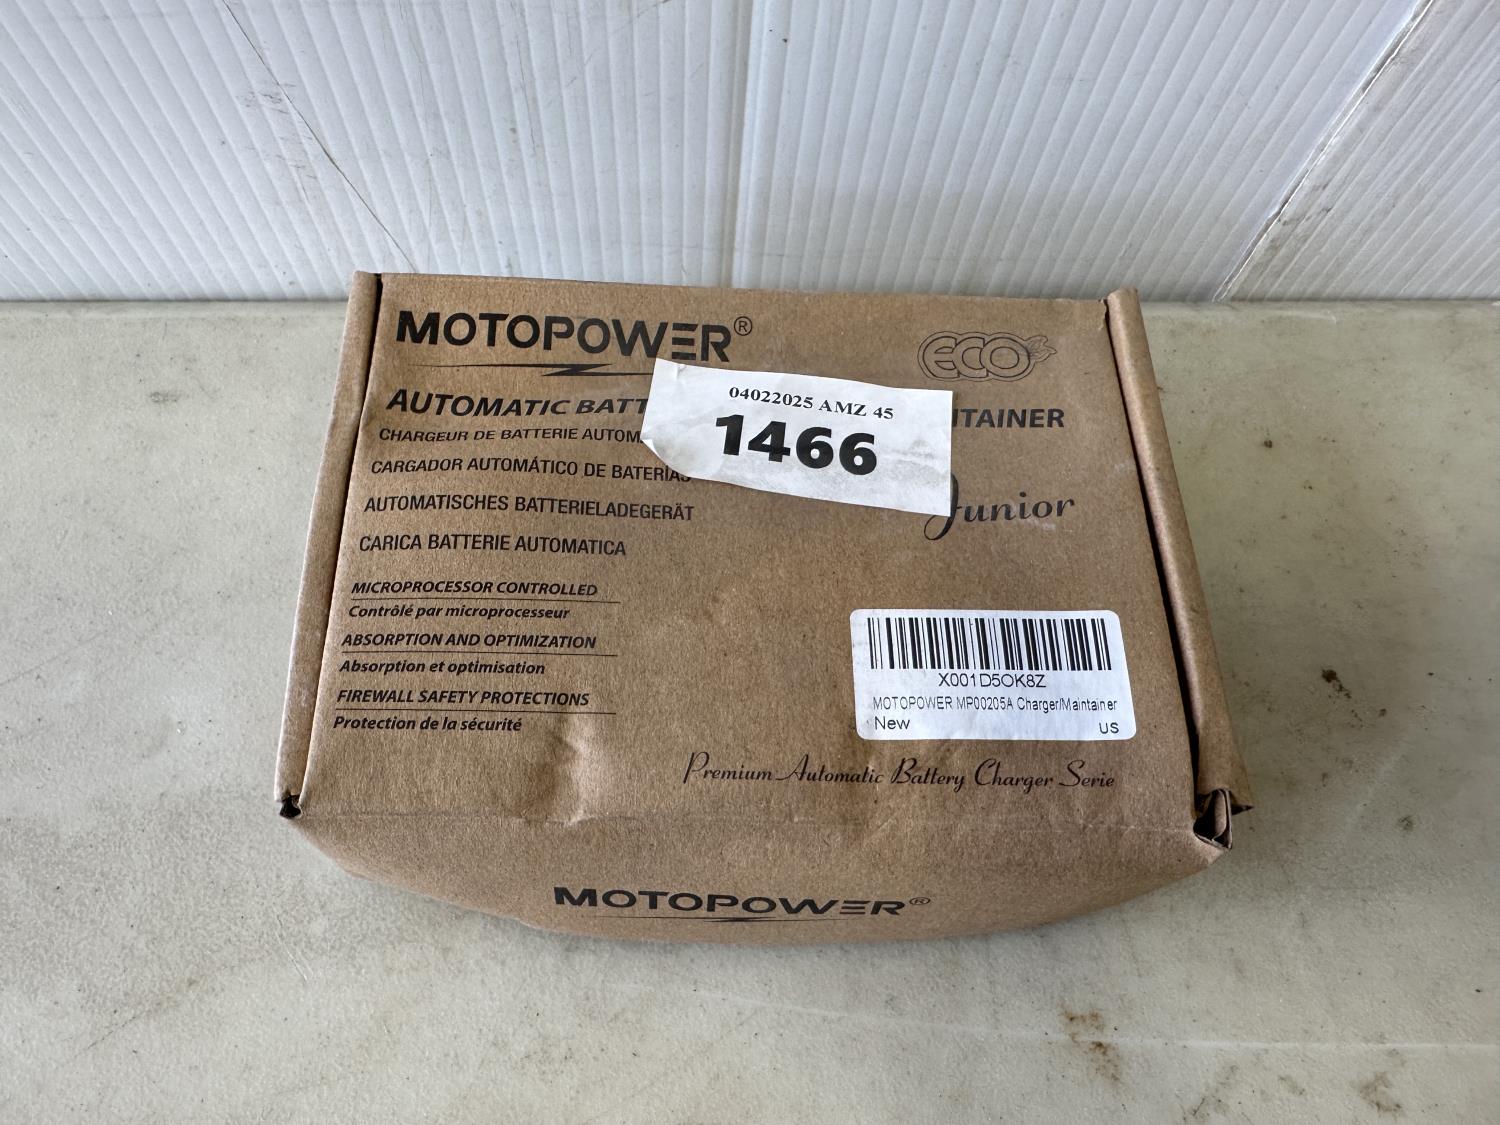 MOTOPOWER®
ECO
04022025 AMZ 45
1466
AUTOMATIC BATT
NTAINER
CHARGEUR DE BATTERIE AUTOM
CARGADOR AUTOMÁTICO DE BATERÍAS
AUTOMATISCHES BATTERIELADEGERÄT
Junior
CARICA BATTERIE AUTOMATICA
MICROPROCESSOR CONTROLLED
Contrôlé par microprocesseur
ABSORPTION AND OPTIMIZATION
Absorption et optimisation
FIREWALL SAFETY PROTECTIONS
Protection de la sécurité
X001D5OK8Z
MOTOPOWER MP00205A Charger/Maintainer
New US
Premium Automatic Battery Charger Serie
MOTOPOWER®